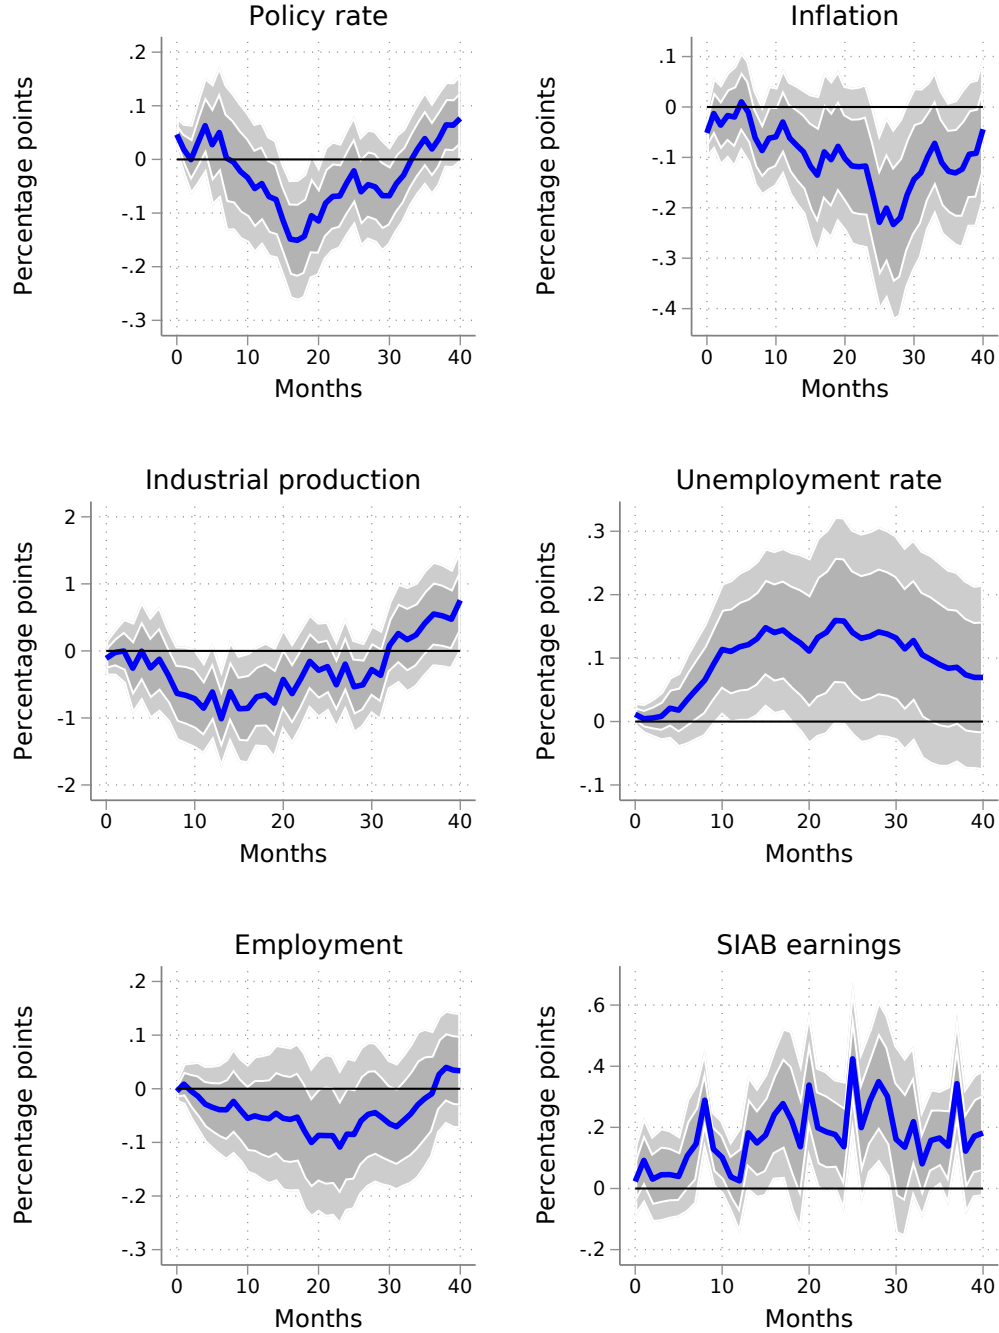 Policy rate
Percentage points
.2
.1
0
-.1
-.2
-.3
0 10 20 30 40
Months
Inflation
Percentage points
.1
0
-.1
-.2
-.3
-.4
0 10 20 30 40
Months
Industrial production
Percentage points
2
1
0
-1
-2
0 10 20 30 40
Months
Unemployment rate
Percentage points
.3
.2
.1
0
-.1
0 10 20 30 40
Months
Employment
Percentage points
.2
.1
0
-.1
-.2
-.3
0 10 20 30 40
Months
SIAB earnings
Percentage points
.6
.4
.2
0
-.2
0 10 20 30 40
Months